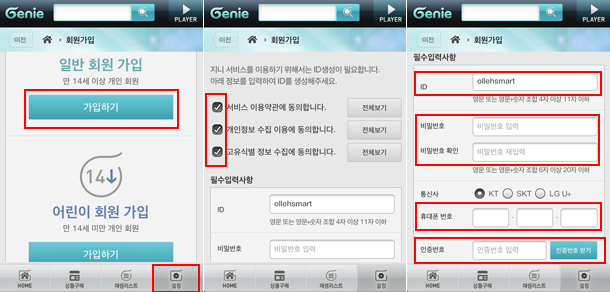 Genie
PLAYER
이전
회원가입
일반 회원 가입
만 14세 이상 개인 회원
가입하기
14
어린이 회원 가입
만 14세 미만 개인 회원
가입하기
HOME
상품구매
재생리스트
설정
Genie
PLAYER
이전
회원가입
지니 서비스를 이용하기 위해서는 ID생성이 필요합니다.
아래 정보를 입력하여 ID를 생성해주세요.
서비스 이용약관에 동의합니다.
전체보기
개인정보 수집 이용에 동의합니다.
전체보기
고유식별 정보 수집에 동의합니다.
전체보기
필수입력사항
ID
ollehsmart
영문 또는 영문+숫자 조합 4자 이상 11자 이하
비밀번호
비밀번호 입력
HOME
상품구매
재생리스트
설정
Genie
PLAYER
이전
회원가입
필수입력사항
ID
ollehsmart
영문 또는 영문+숫자 조합 4자 이상 11자 이하
비밀번호
비밀번호 입력
비밀번호 확인
비밀번호 재입력
영문 또는 영문+숫자 조합 6자 이상 20자 이하
통신사
KT
SKT
LG U+
휴대폰 번호
-
-
인증번호
인증번호 입력
인증번호 받기
HOME
상품구매
재생리스트
설정